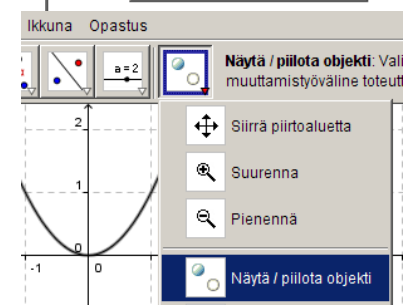 Ikkuna Opastus
a = 2
Näytä / piilota objekti: Vali
muuttamistyöväline toteutt
Siirrä piirtoaluetta
Suurenna
Pienennä
Näytä / piilota objekti
2
1
0
-1 0